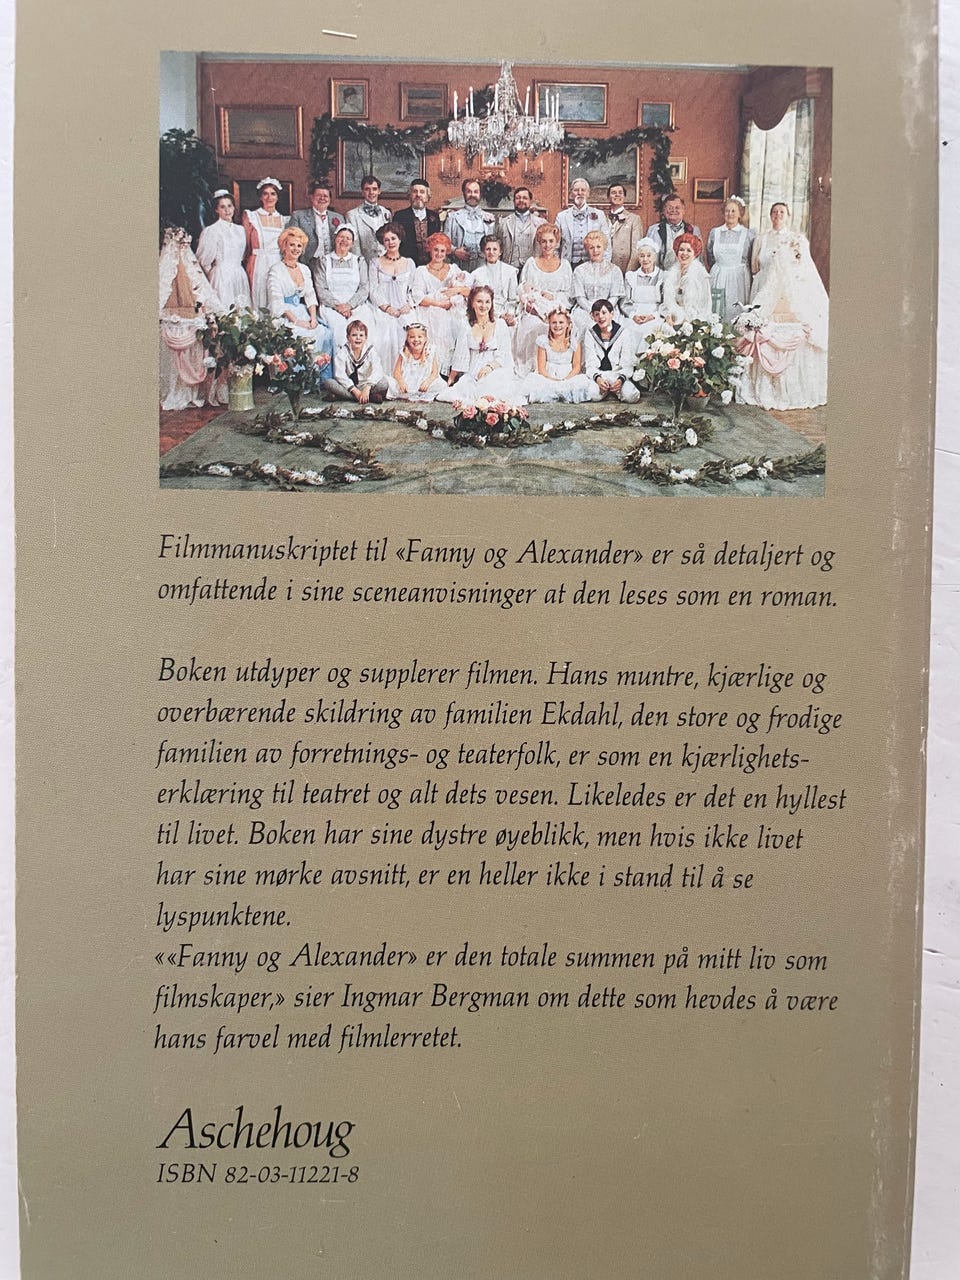 Filmmanuskriptet til «Fanny og Alexander» er så detaljert og
omfattende i sine sceneanvisninger at den leses som en roman.
Boken utdyper og supplerer filmen. Hans muntre, kjærlige og
overbærende skildring av familien Ekdahl, den store og frodige
familien av forretnings- og teaterfolk, er som en kjærlighets-
erklæring til teatret og alt dets vesen. Likeledes er det en hyllest
til livet. Boken har sine dystre øyeblikk, men hvis ikke livet
har sine mørke avsnitt, er en heller ikke i stand til å se
lyspunktene.
««Fanny og Alexander» er den totale summen på mitt liv som
filmskaper,» sier Ingmar Bergman om dette som hevdes å være
hans farvel med filmlerretet.
Aschehoug
ISBN 82-03-11221-8